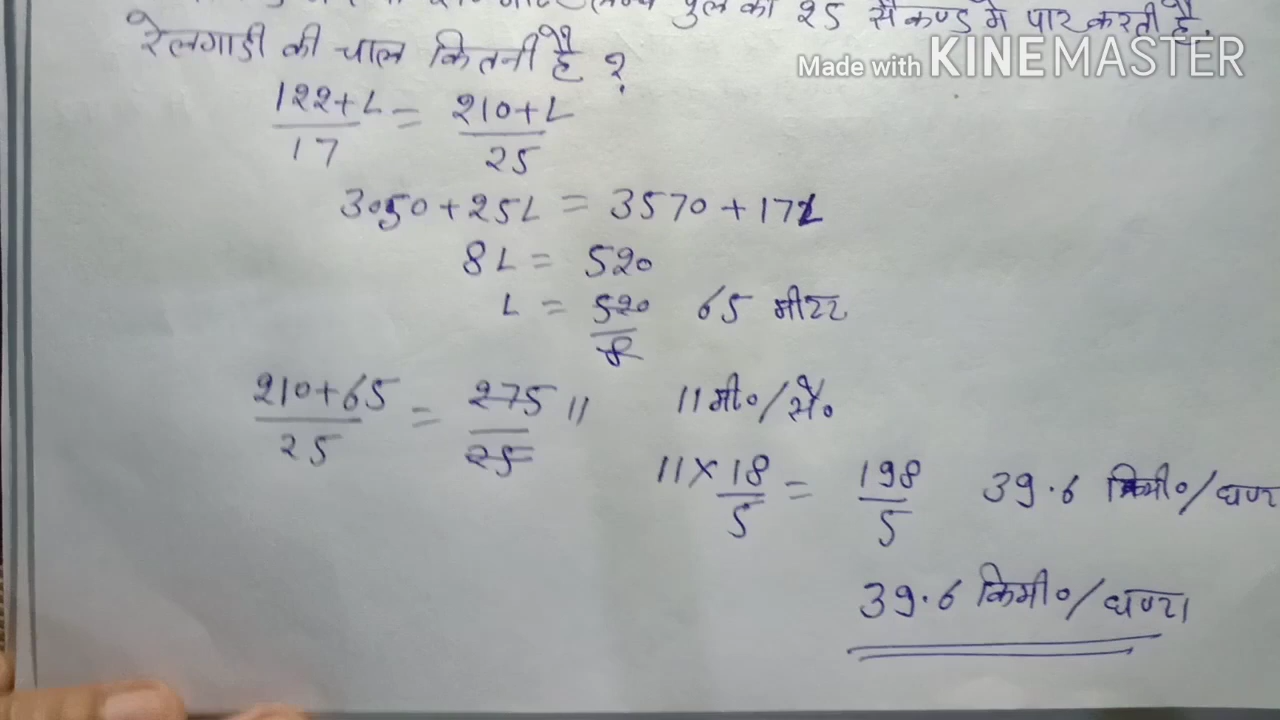 पुल को 25 सैकण्ड मे पार करती है.
रेलगाडी की चाल कितनी है ?
Made with KINEMASTER
122+L/17 = 210+L/25
3050+25L = 3570+17L
8L = 520
L = 520/8 65 मीटर
210+65/25 = 275/25 11 11मी०/सै०
11×18/5 = 198/5 39.6 किमी०/घण्ट
39.6 किमी०/घण्टा